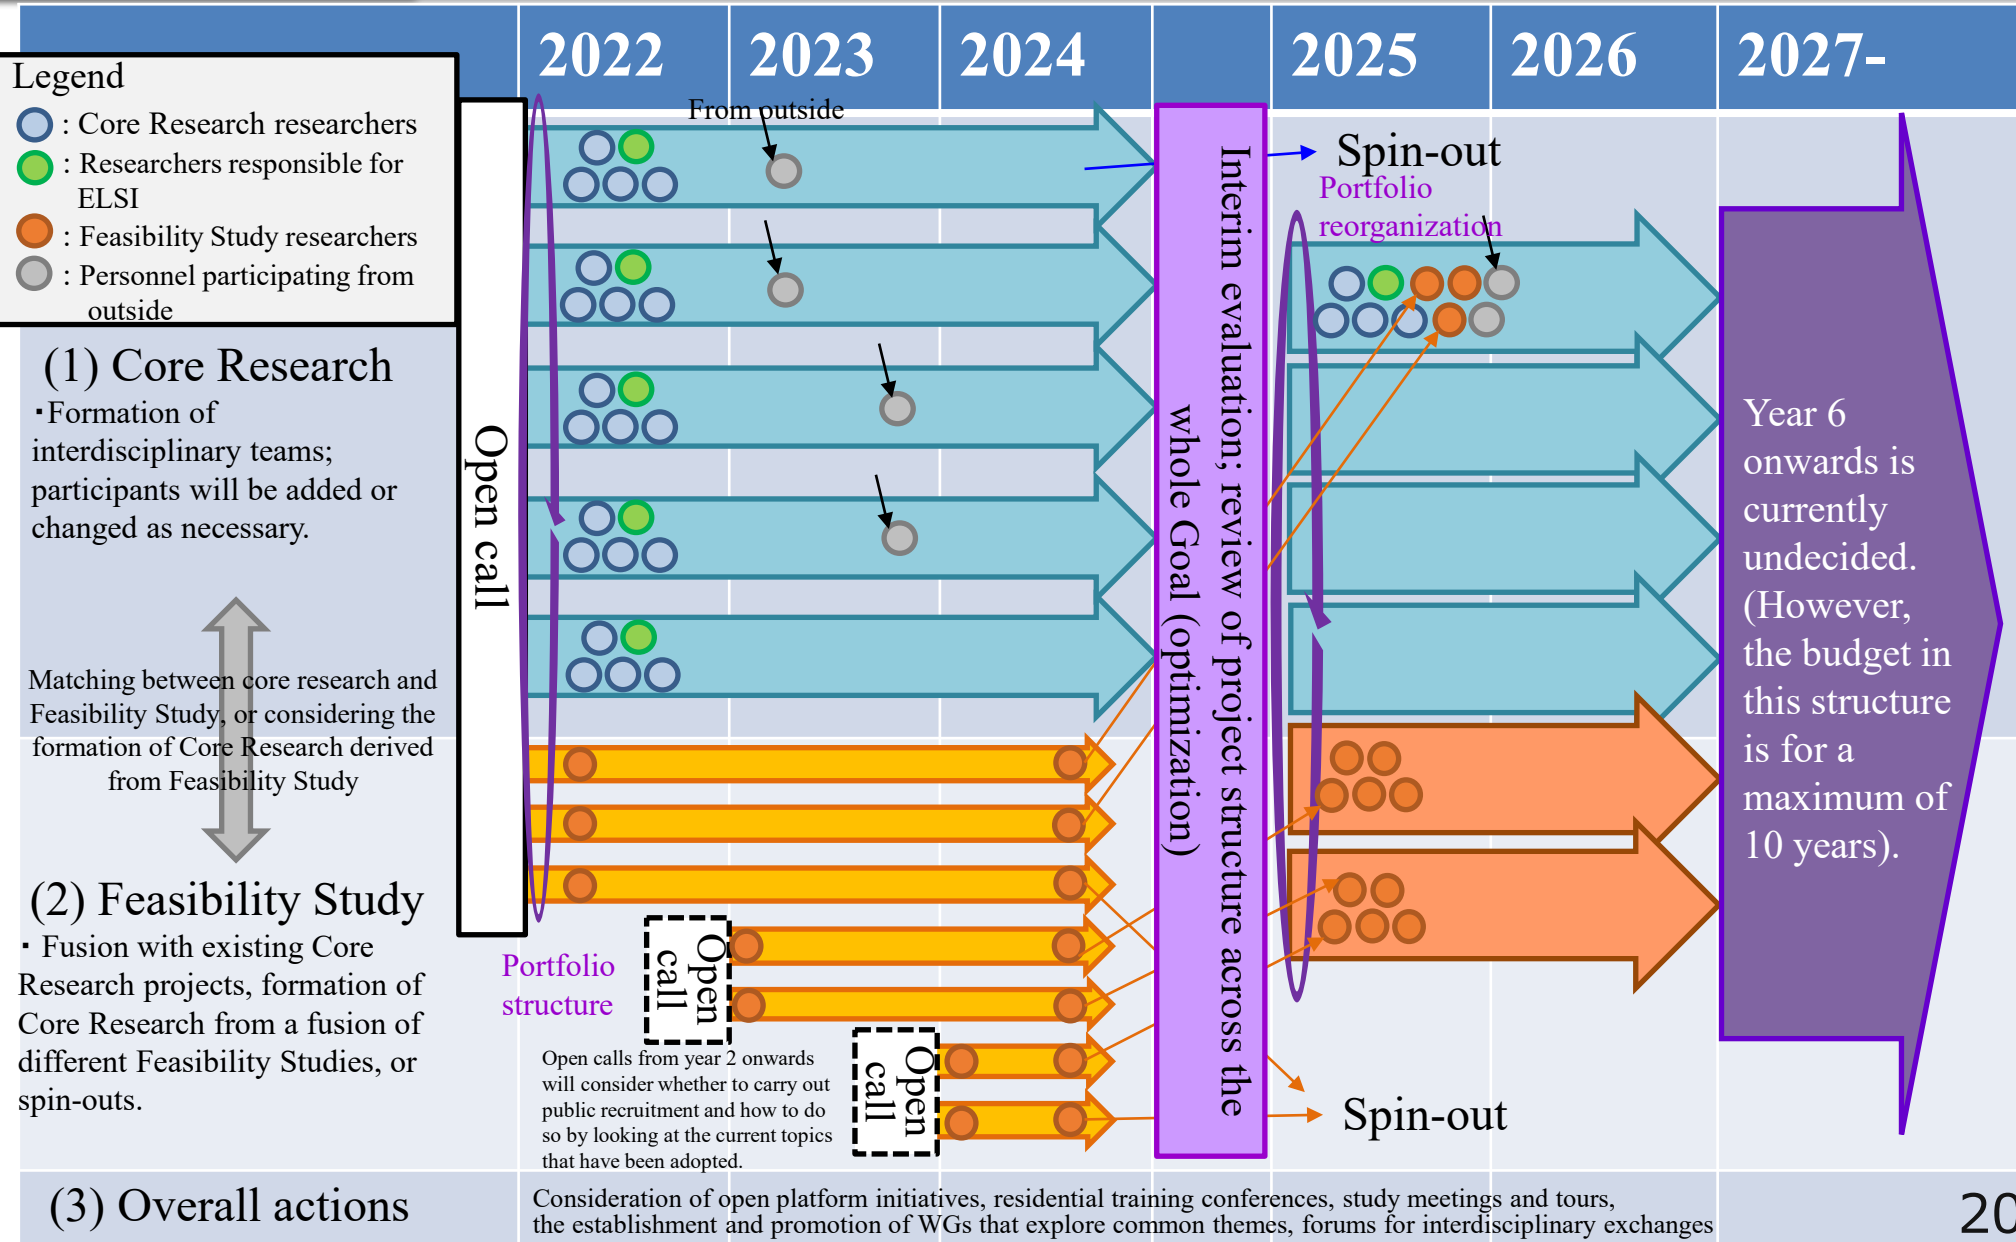 2022
2023
2024
2025
2026
2027-
Legend
: Core Research researchers
: Researchers responsible for
ELSI
: Feasibility Study researchers
: Personnel participating from
outside
From outside
Open call
Interim evaluation; review of project structure across the
whole Goal (optimization)
Spin-out
Portfolio
reorganization
(1) Core Research
･Formation of
interdisciplinary teams;
participants will be added or
changed as necessary.
Matching between core research and
Feasibility Study, or considering the
formation of Core Research derived
from Feasibility Study
Year 6
onwards is
currently
undecided.
(However,
the budget in
this structure
is for a
maximum of
10 years).
(2) Feasibility Study
･ Fusion with existing Core
Research projects, formation of
Core Research from a fusion of
different Feasibility Studies, or
spin-outs.
Portfolio
structure
Open
call
Open
call
Open calls from year 2 onwards
will consider whether to carry out
public recruitment and how to do
so by looking at the current topics
that have been adopted.
Spin-out
(3) Overall actions
Consideration of open platform initiatives, residential training conferences, study meetings and tours,
the establishment and promotion of WGs that explore common themes, forums for interdisciplinary exchanges
20